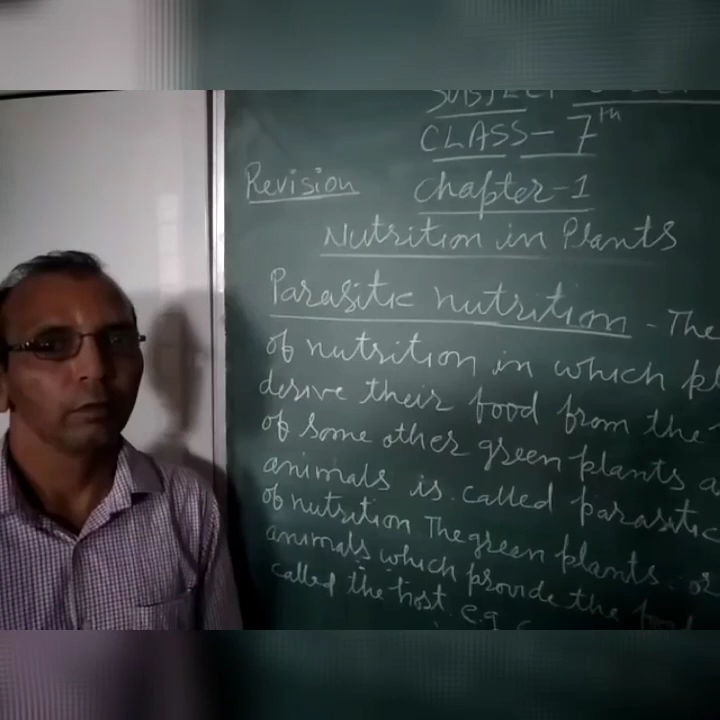 SUBJECT
CLASS - 7th
Revision
Chapter-1
Nutrition in Plants
Parasitic nutrition - The
of nutrition in which
derive their food from the
of some other green plants
animals is called parasitic
of nutrition The green plants or
animals which provide the food
called the host e.g